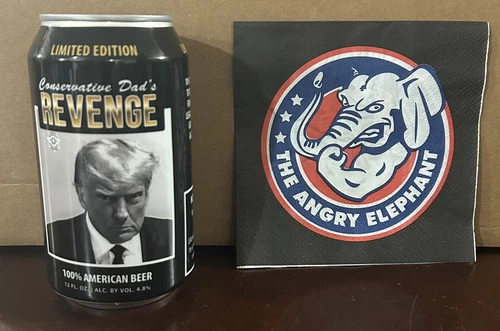 LIMITED EDITION
Conservative Dad's
REVENGE
100% AMERICAN BEER
12 FL. OZ. ALC. BY VOL. 4.8%
THE ANGRY ELEPHANT